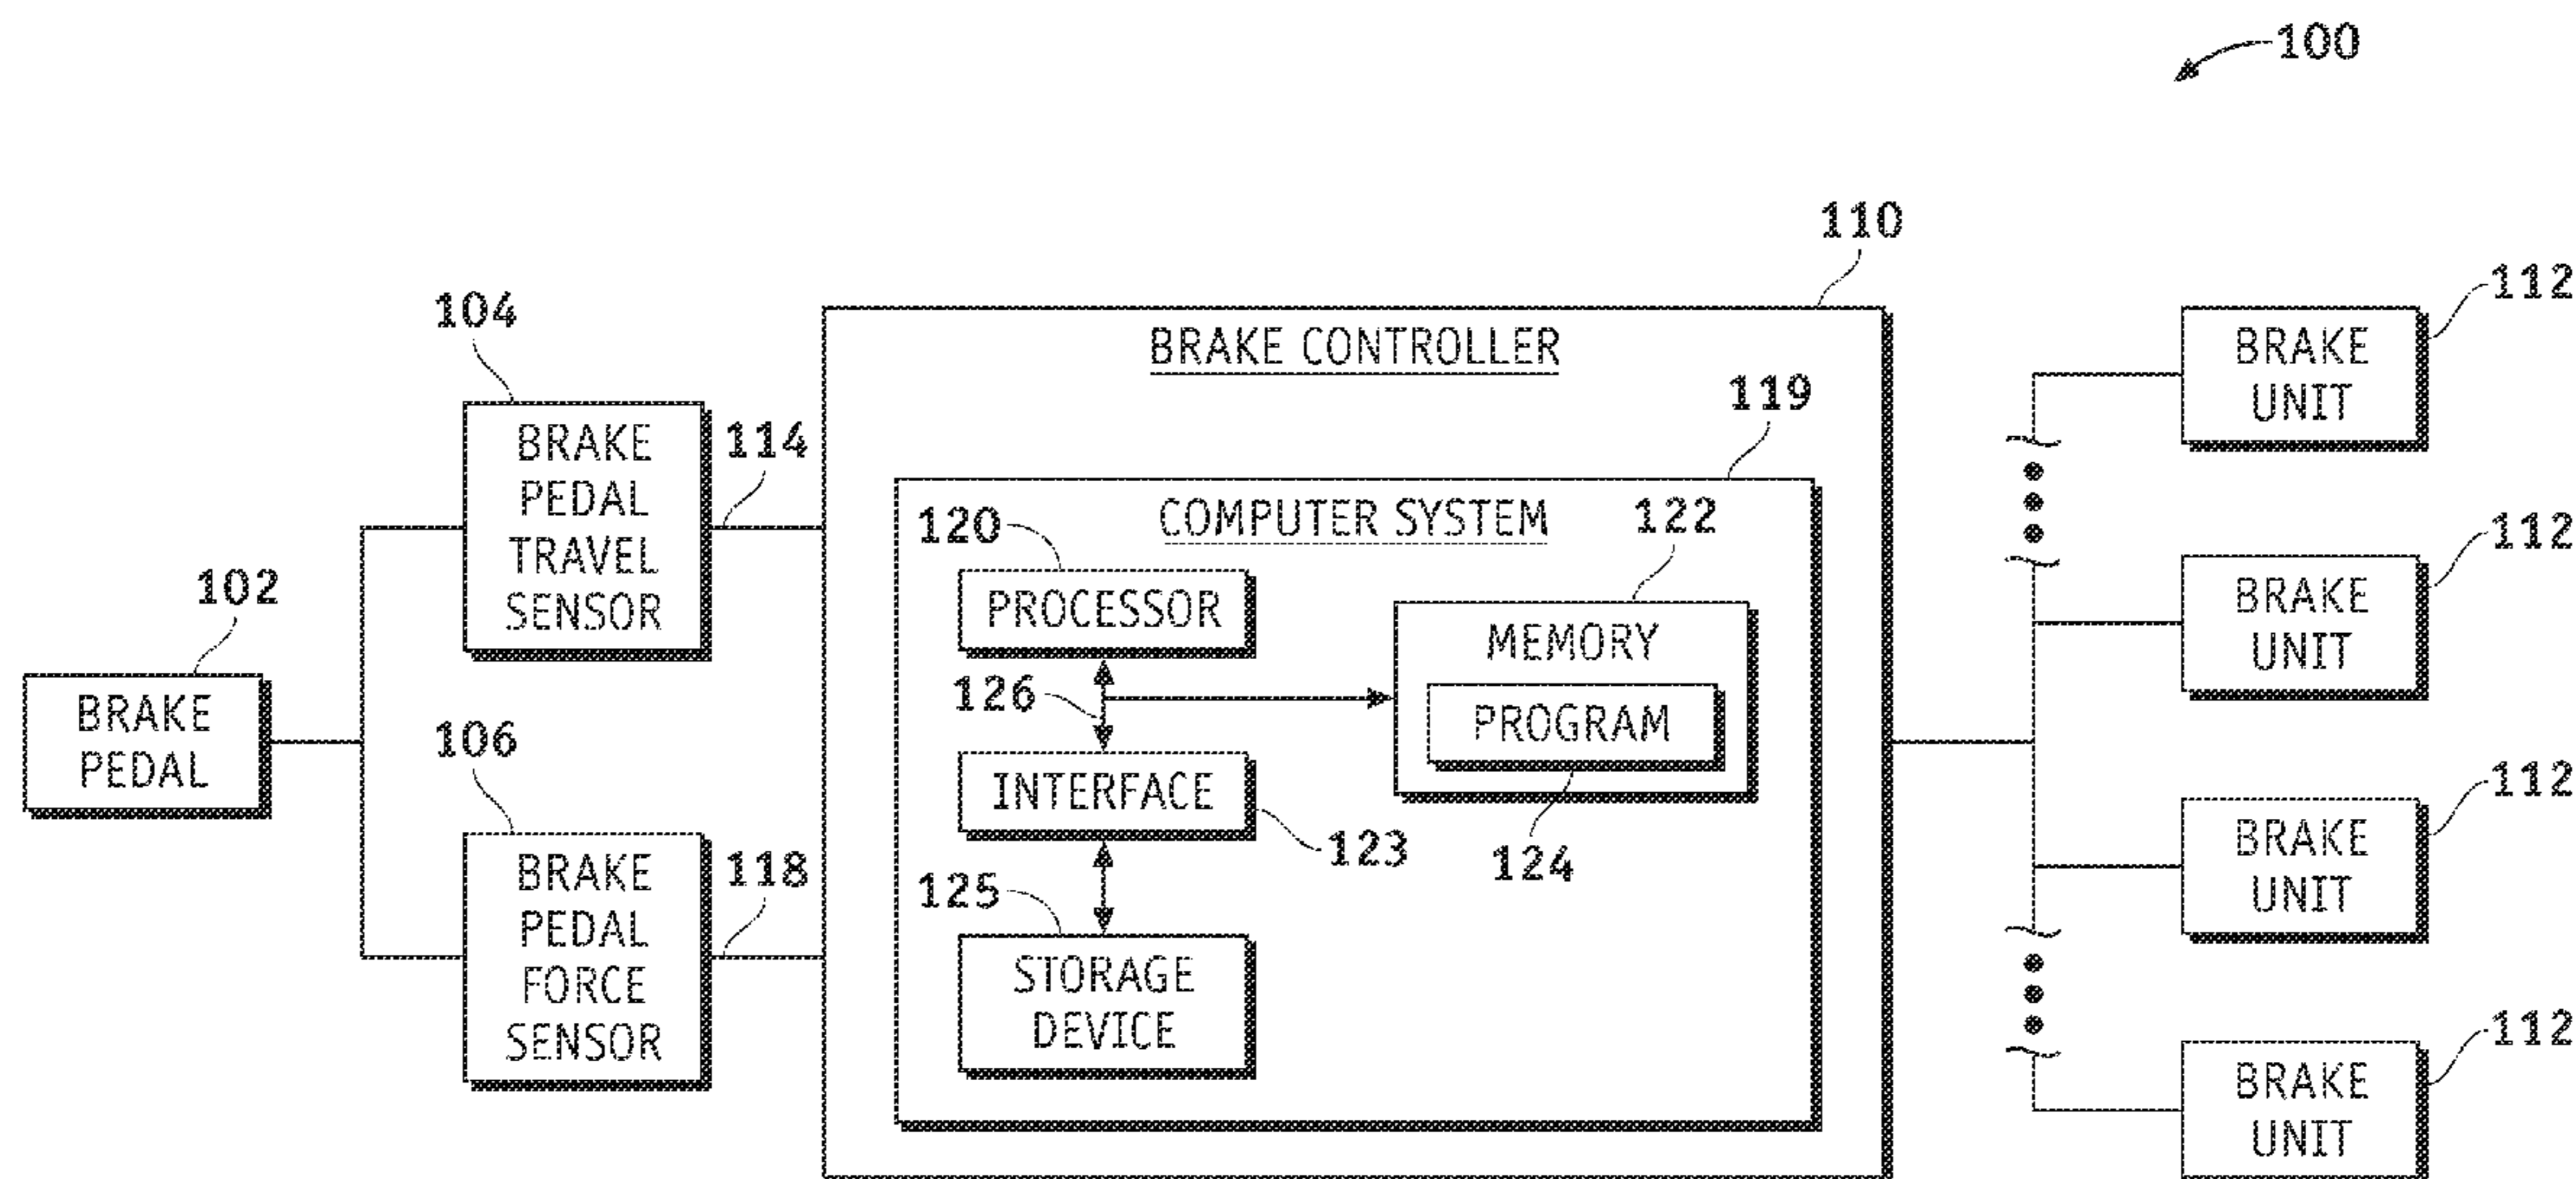 100
110
BRAKE CONTROLLER
119
COMPUTER SYSTEM
120
PROCESSOR
122
MEMORY
PROGRAM
124
126
INTERFACE
123
125
STORAGE
DEVICE
104
BRAKE
PEDAL
TRAVEL
SENSOR
114
102
BRAKE
PEDAL
106
BRAKE
PEDAL
FORCE
SENSOR
118
112
BRAKE
UNIT
112
BRAKE
UNIT
112
BRAKE
UNIT
112
BRAKE
UNIT